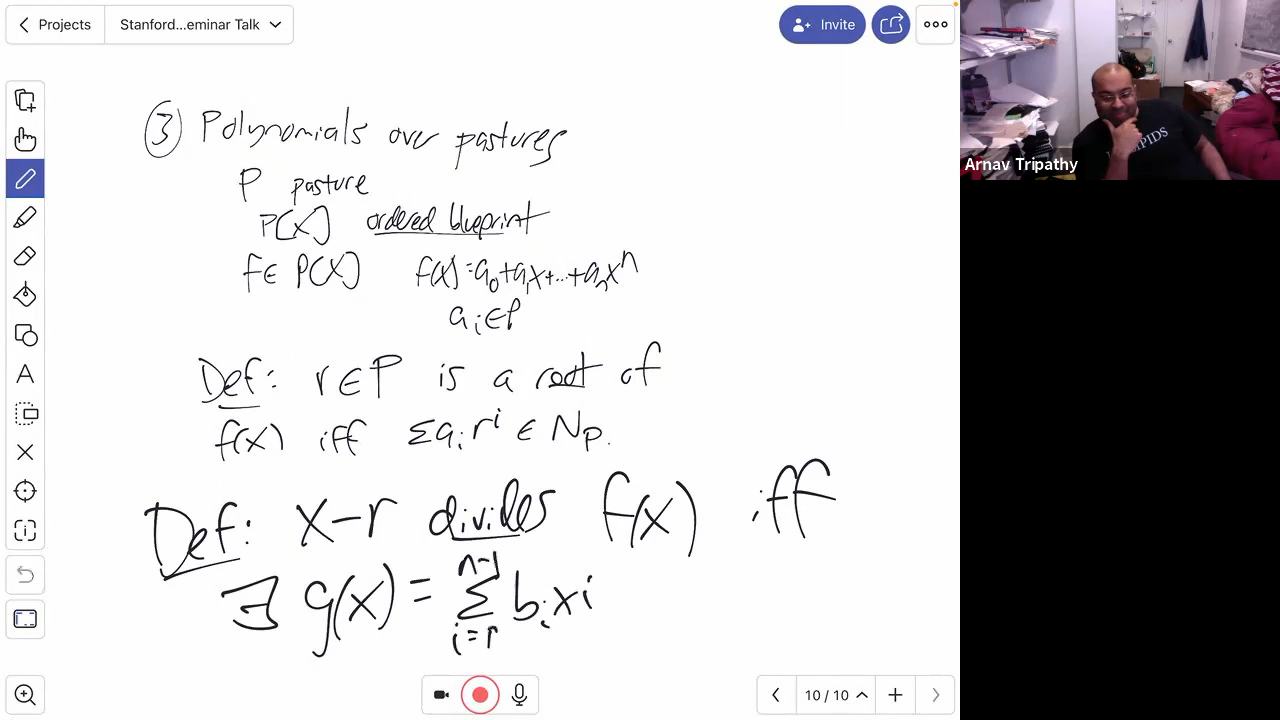 Projects
Stanford...eminar Talk
Invite
③ Polynomials over pastures
P pasture
P[x] ordered blueprint
f ∈ P[x] f(x) = a₀+a₁x+...+aₙxⁿ
aᵢ ∈ P
Def: r ∈ P is a root of
f(x) iff Σaᵢrⁱ ∈ N_P.
Def: x-r divides f(x) iff
∃ g(x) = Σ_{i=r}^{n-1} bᵢxi
A
10 / 10
Arnav Tripathy